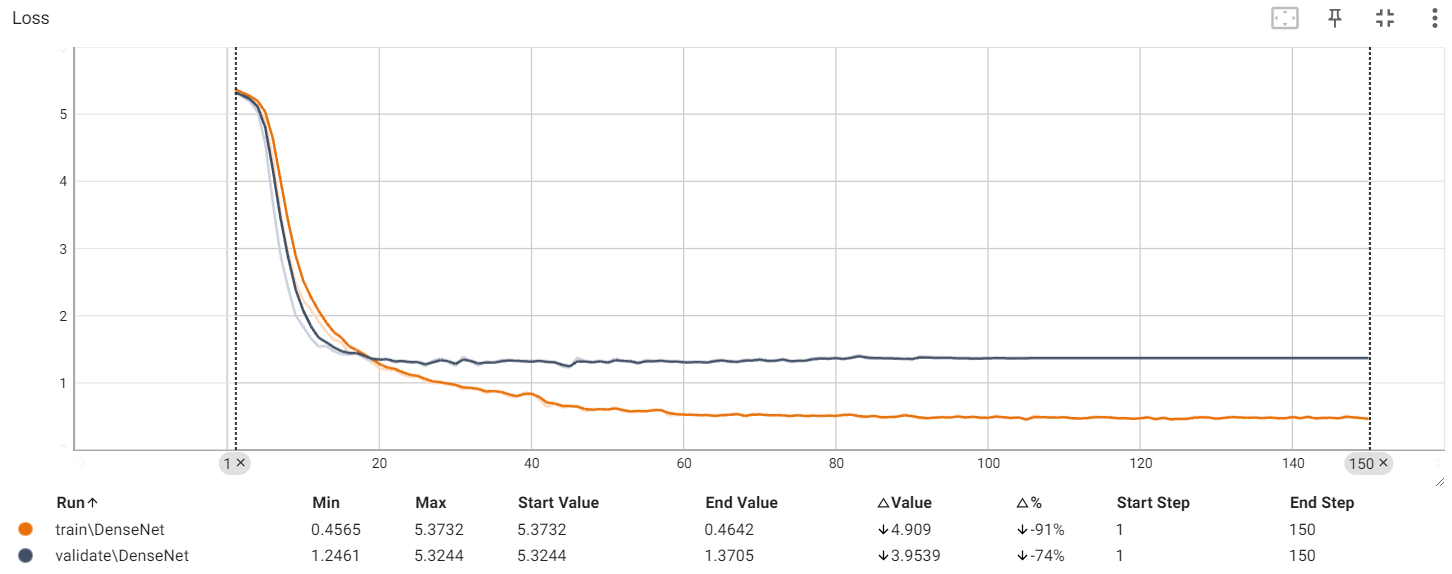 Loss
5
4
3
2
1
0 1 × 20 40 60 80 100 120 140 150 ×
Run↑ Min Max Start Value End Value △Value △% Start Step End Step
train\DenseNet 0.4565 5.3732 5.3732 0.4642 ↓4.909 ↓-91% 1 150
validate\DenseNet 1.2461 5.3244 5.3244 1.3705 ↓3.9539 ↓-74% 1 150